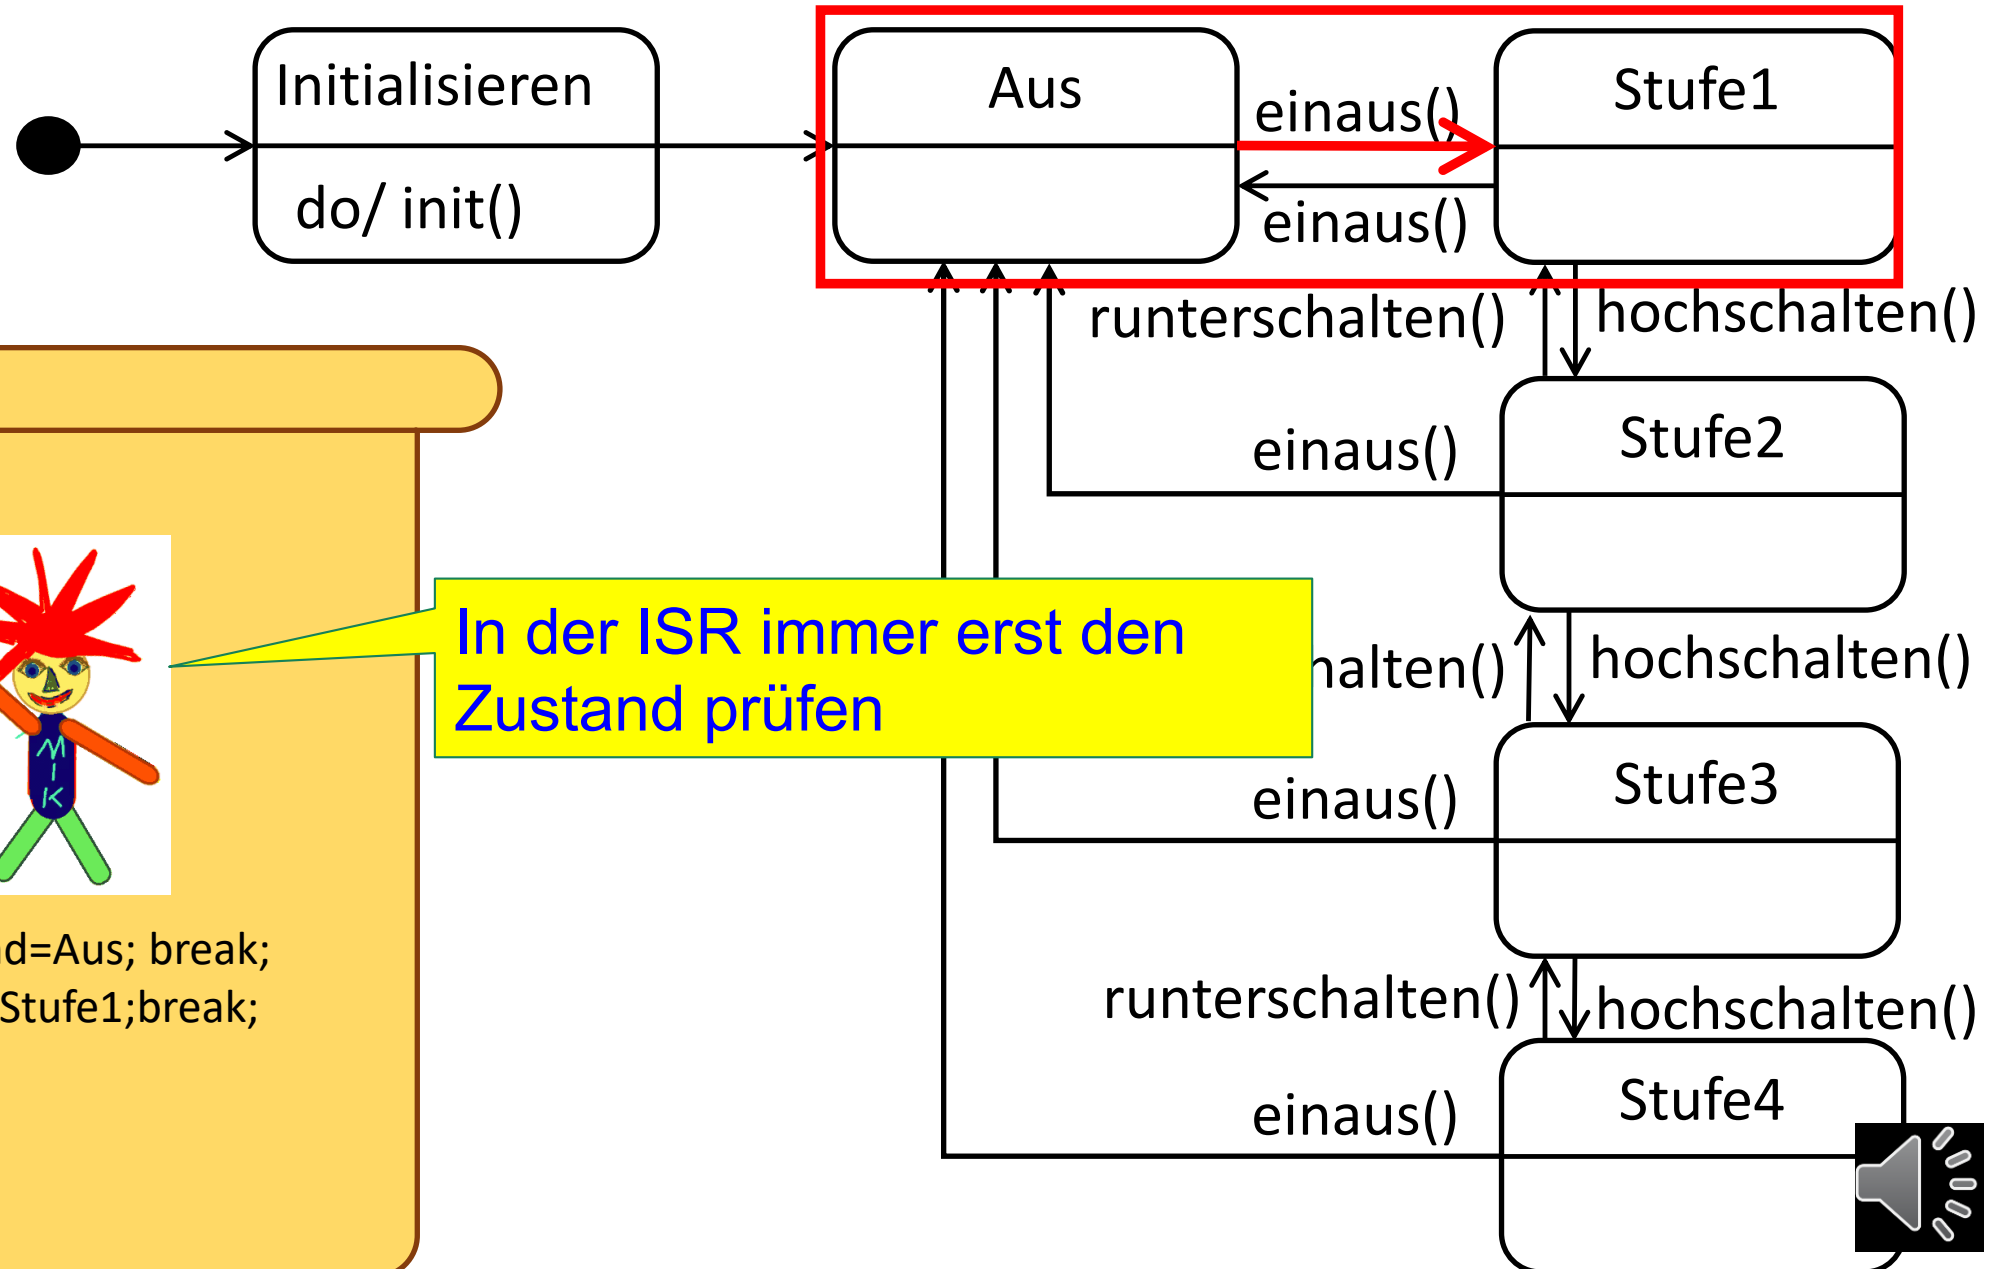 Initialisieren
do/ init()
Aus
einaus()
einaus()
Stufe1
runterschalten()
hochschalten()
Stufe2
einaus()
In der ISR immer erst den
Zustand prüfen
hochschalten()
Stufe3
einaus()
MIK
=Aus; break;
Stufe1;break;
runterschalten()
hochschalten()
Stufe4
einaus()